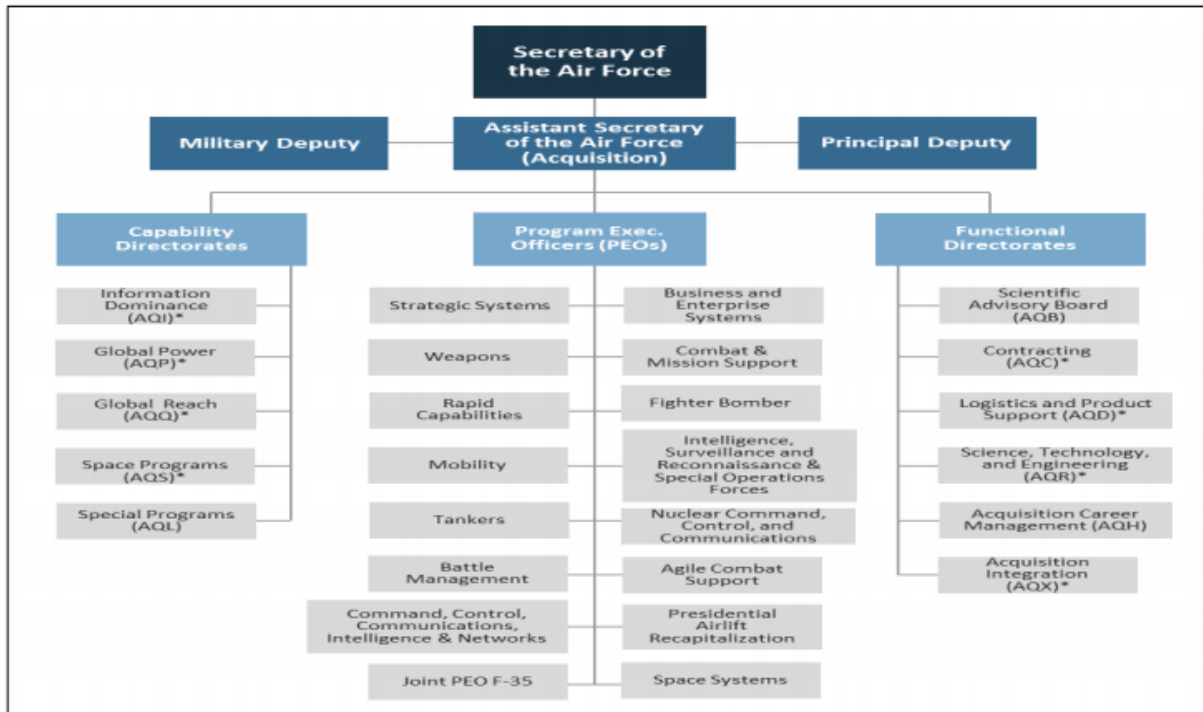 Secretary of
the Air Force
Military Deputy
Assistant Secretary
of the Air Force
(Acquisition)
Principal Deputy
Capability
Directorates
Program Exec.
Officers (PEOs)
Functional
Directorates
Information
Dominance
(AQI)*
Global Power
(AQP)*
Global Reach
(AQQ)*
Space Programs
(AQS)*
Special Programs
(AQL)
Strategic Systems
Weapons
Rapid
Capabilities
Mobility
Tankers
Battle
Management
Command, Control,
Communications,
Intelligence & Networks
Joint PEO F-35
Business and
Enterprise
Systems
Combat &
Mission Support
Fighter Bomber
Intelligence,
Surveillance and
Reconnaissance &
Special Operations
Forces
Nuclear Command,
Control, and
Communications
Agile Combat
Support
Presidential
Airlift
Recapitalization
Space Systems
Scientific
Advisory Board
(AQB)
Contracting
(AQC)*
Logistics and Product
Support (AQD)*
Science, Technology,
and Engineering
(AQR)*
Acquisition Career
Management (AQH)
Acquisition
Integration
(AQX)*